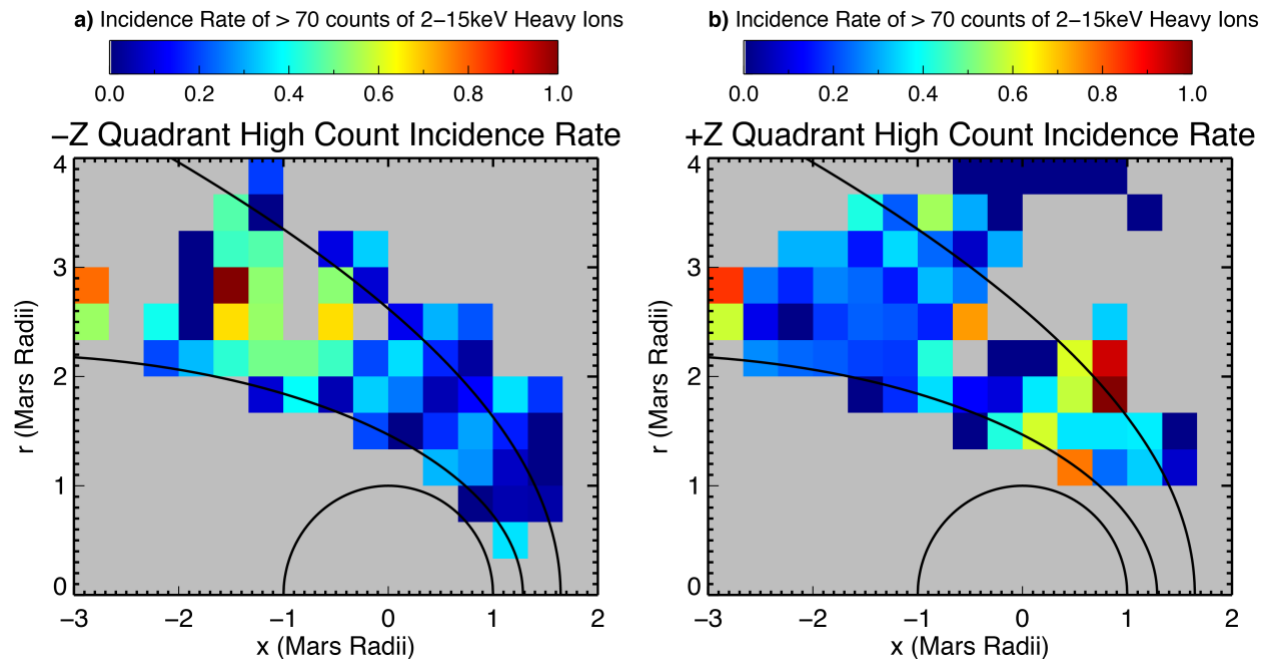 a) Incidence Rate of > 70 counts of 2−15keV Heavy Ions
0.0 0.2 0.4 0.6 0.8 1.0
−Z Quadrant High Count Incidence Rate
4
3
2
1
0
r (Mars Radii)
−3 −2 −1 0 1 2
x (Mars Radii)
b) Incidence Rate of > 70 counts of 2−15keV Heavy Ions
0.0 0.2 0.4 0.6 0.8 1.0
+Z Quadrant High Count Incidence Rate
4
3
2
1
0
r (Mars Radii)
−3 −2 −1 0 1 2
x (Mars Radii)